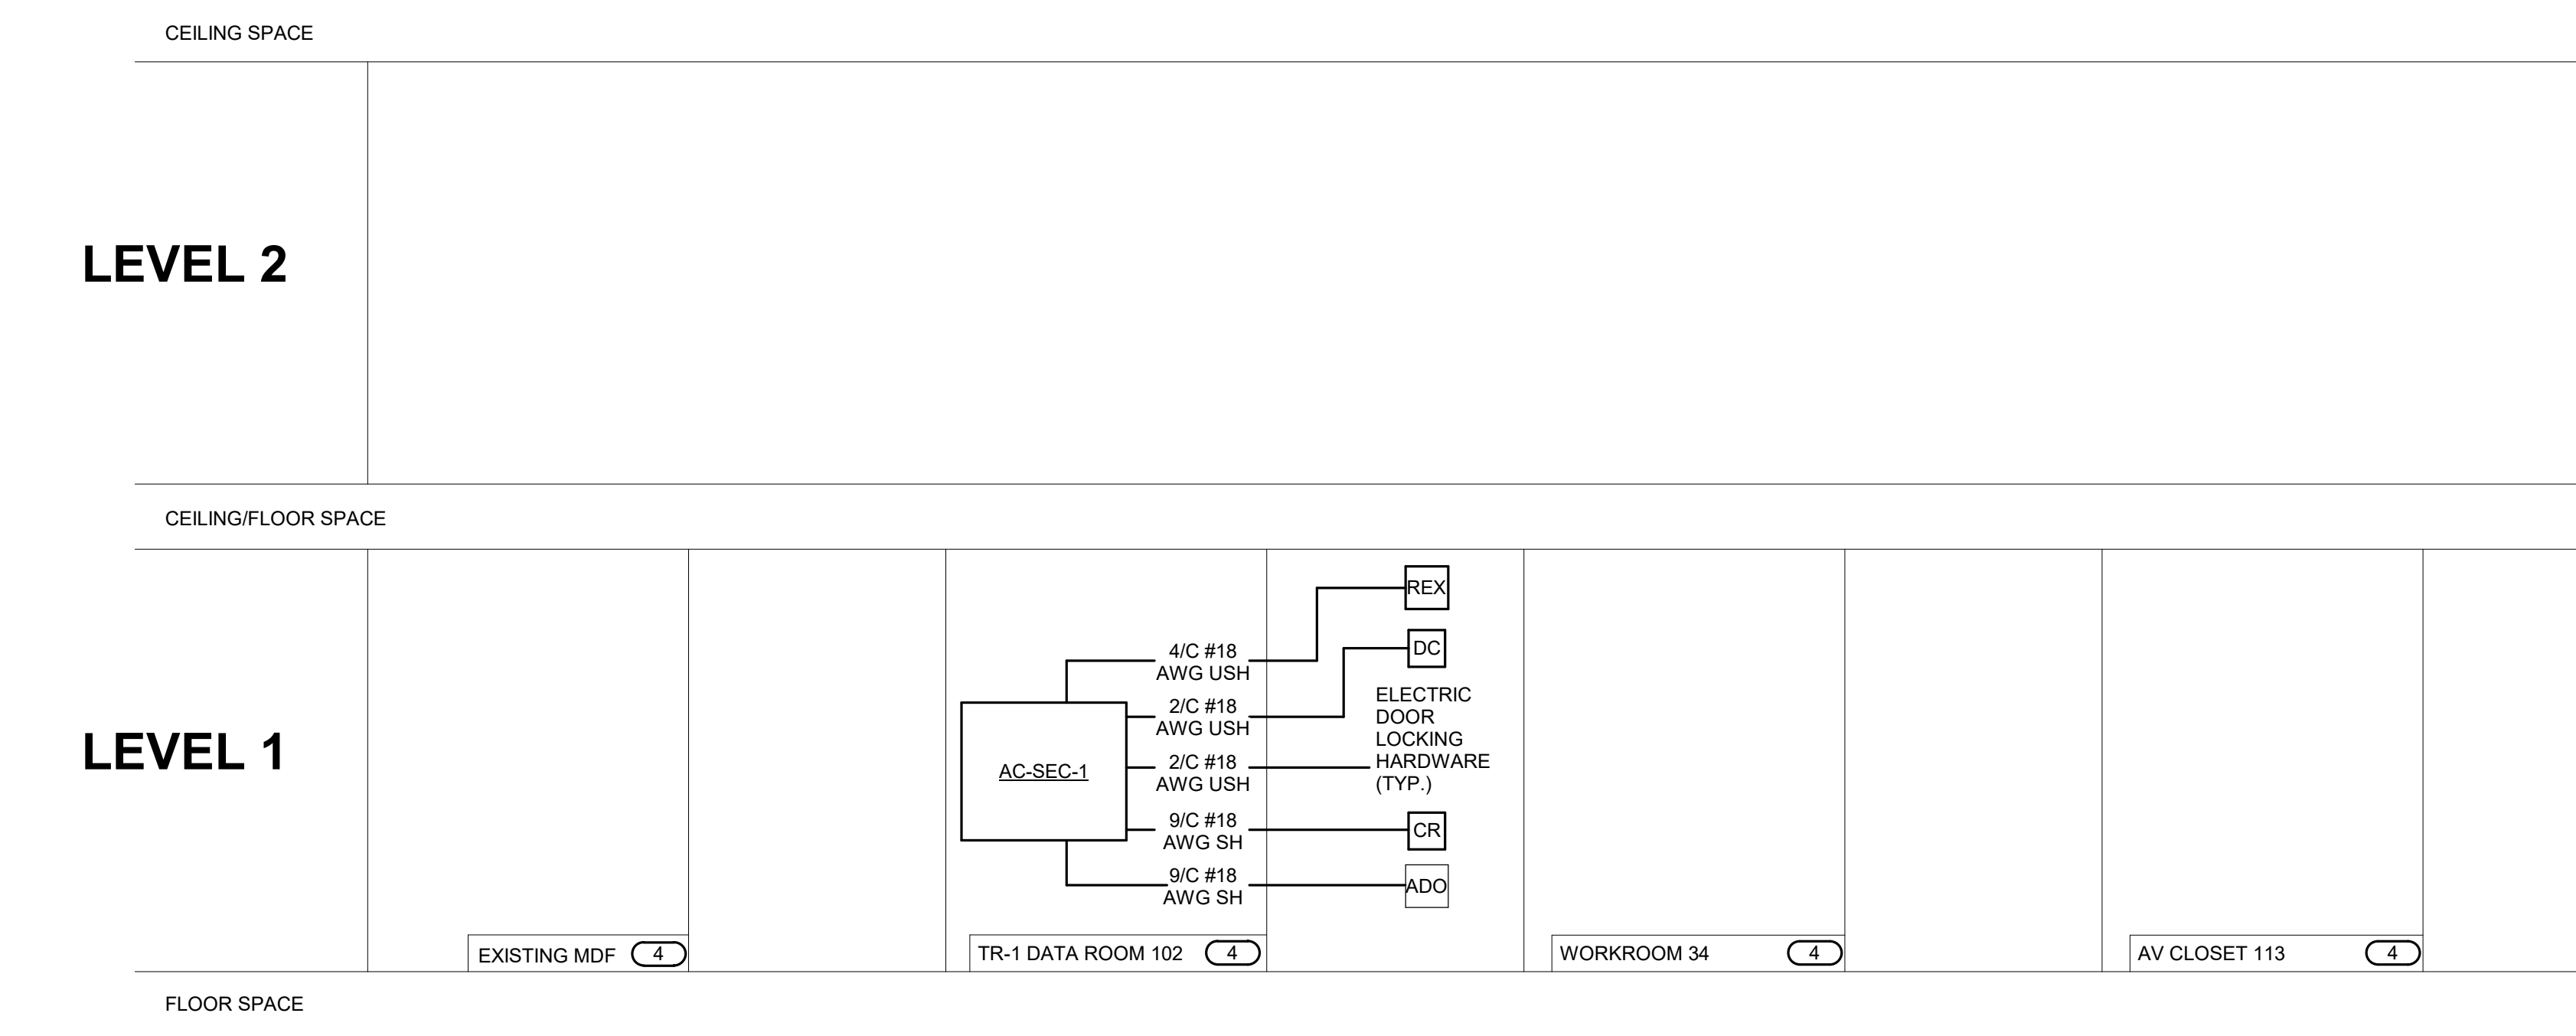 CEILING SPACE
LEVEL 2
CEILING/FLOOR SPACE
LEVEL 1
REX
4/C #18
AWG USH
DC
2/C #18
AWG USH
ELECTRIC
DOOR
LOCKING
HARDWARE
(TYP.)
2/C #18
AWG USH
AC-SEC-1
9/C #18
AWG SH
CR
9/C #18
AWG SH
ADO
EXISTING MDF 4
TR-1 DATA ROOM 102 4
WORKROOM 34 4
AV CLOSET 113 4
FLOOR SPACE